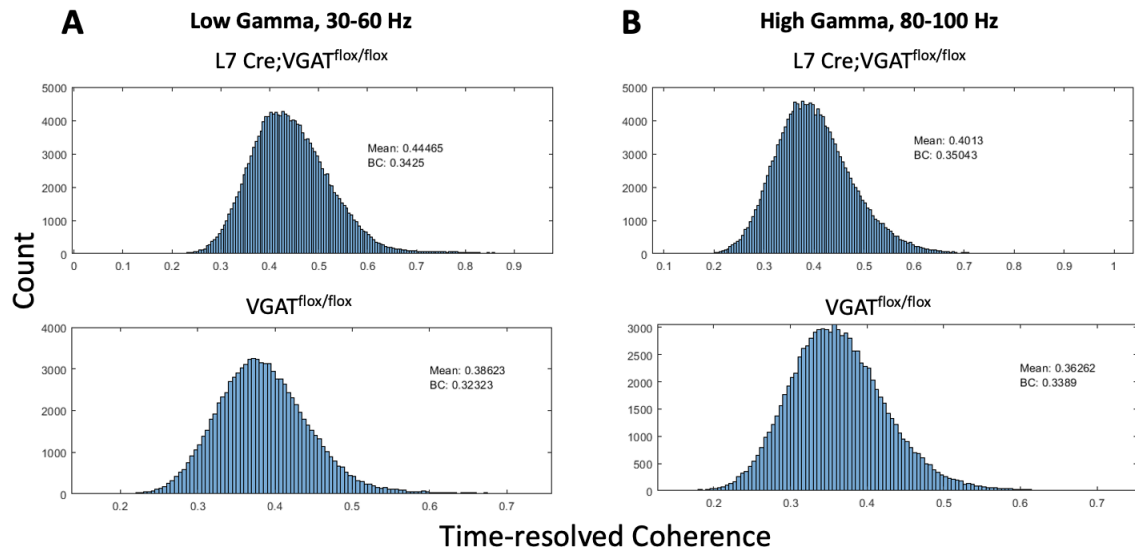 A
Low Gamma, 30-60 Hz
L7 Cre;VGATflox/flox
5000
4000
3000
2000
1000
0
Mean: 0.44465
BC: 0.3425
0 0.1 0.2 0.3 0.4 0.5 0.6 0.7 0.8 0.9
VGATflox/flox
4000
3000
2000
1000
0
Mean: 0.38623
BC: 0.32323
0.2 0.3 0.4 0.5 0.6 0.7
B
High Gamma, 80-100 Hz
L7 Cre;VGATflox/flox
5000
4000
3000
2000
1000
0
Mean: 0.4013
BC: 0.35043
0.1 0.2 0.3 0.4 0.5 0.6 0.7 0.8 0.9 1
VGATflox/flox
3000
2500
2000
1500
1000
500
0
Mean: 0.36262
BC: 0.3389
0.2 0.3 0.4 0.5 0.6 0.7
Count
Time-resolved Coherence